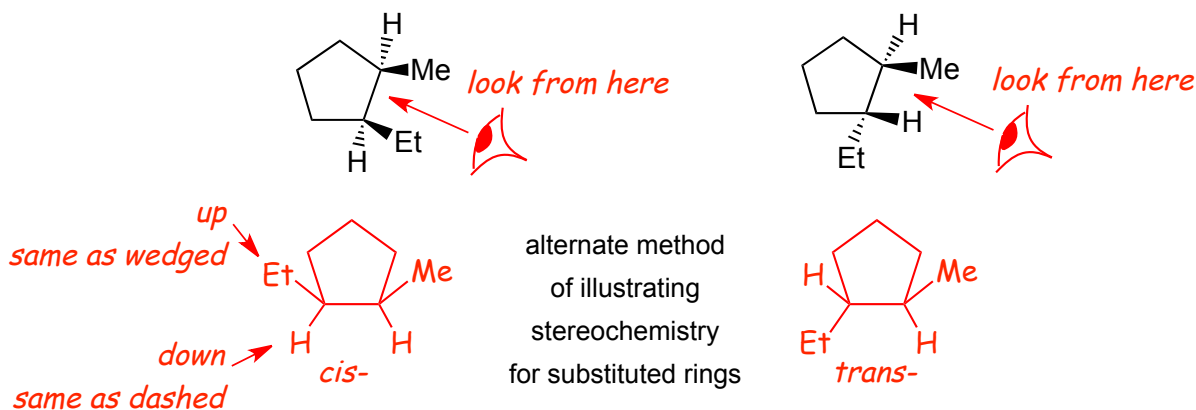 H
Me
look from here
Et
H
H
Me
look from here
H
Et
up
same as wedged
Et
Me
H
H
down
same as dashed
cis-
alternate method
of illustrating
stereochemistry
for substituted rings
H
Me
Et
H
trans-